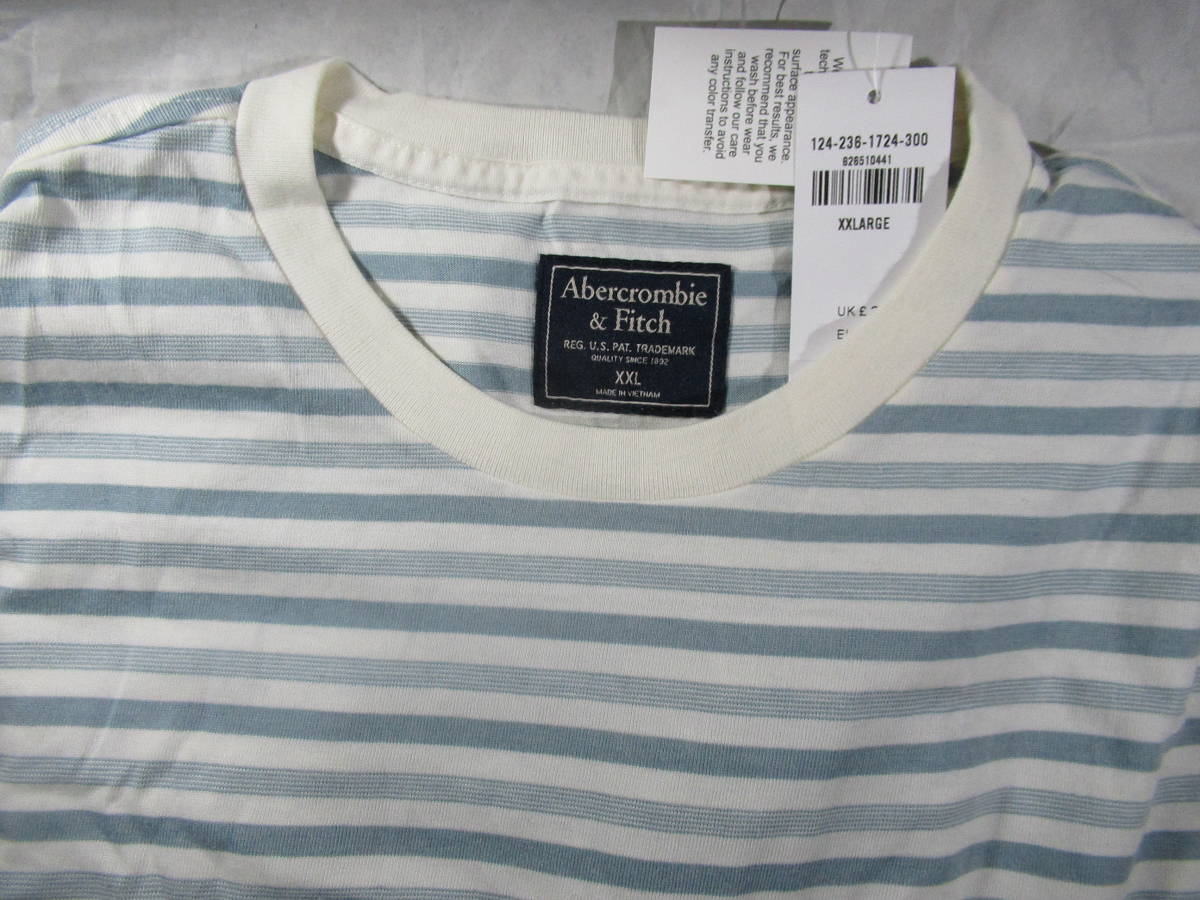 Abercrombie
& Fitch
REG. U.S. PAT. TRADEMARK
QUALITY SINCE 1892
XXL
MADE IN VIETNAM
surface appearance
For best results, we
recommend that you
wash before wear
and follow our care
instructions to avoid
any color transfer.
124-236-1724-300
626510441
XXLARGE
UK £